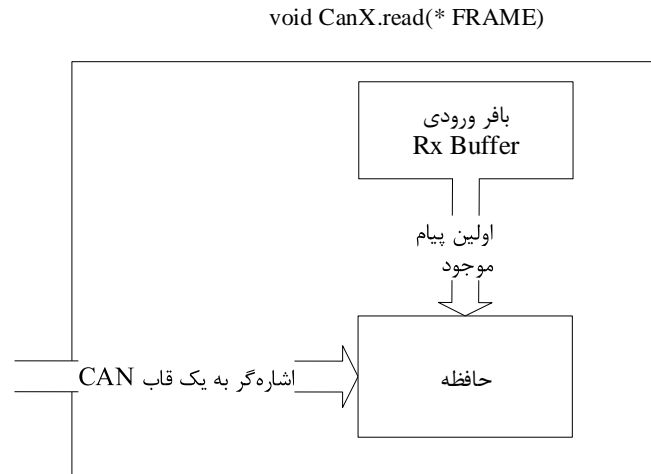 void CanX.read(* FRAME)
بافر ورودی
Rx Buffer
اولین پیام
موجود
اشاره‌گر به یک قاب CAN
حافظه